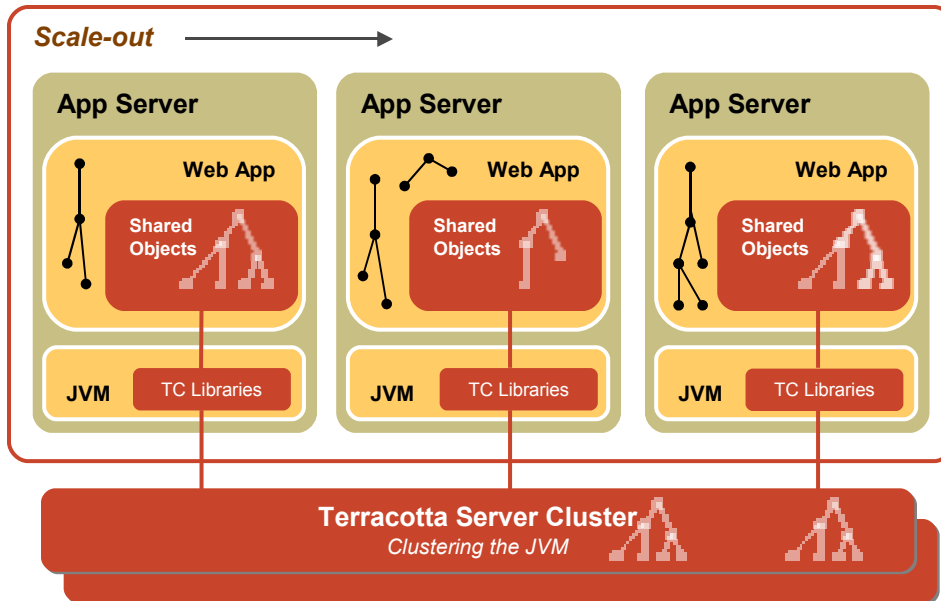 Scale-out
App Server
App Server
App Server
Web App
Web App
Web App
Shared
Objects
Shared
Objects
Shared
Objects
JVM
TC Libraries
JVM
TC Libraries
JVM
TC Libraries
Terracotta Server Cluster
Clustering the JVM